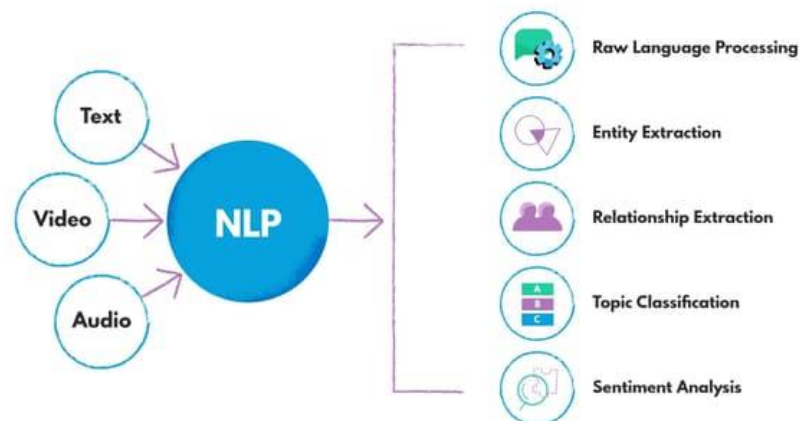 Text
Video
Audio
NLP
Raw Language Processing
Entity Extraction
Relationship Extraction
A
B
C
Topic Classification
Sentiment Analysis